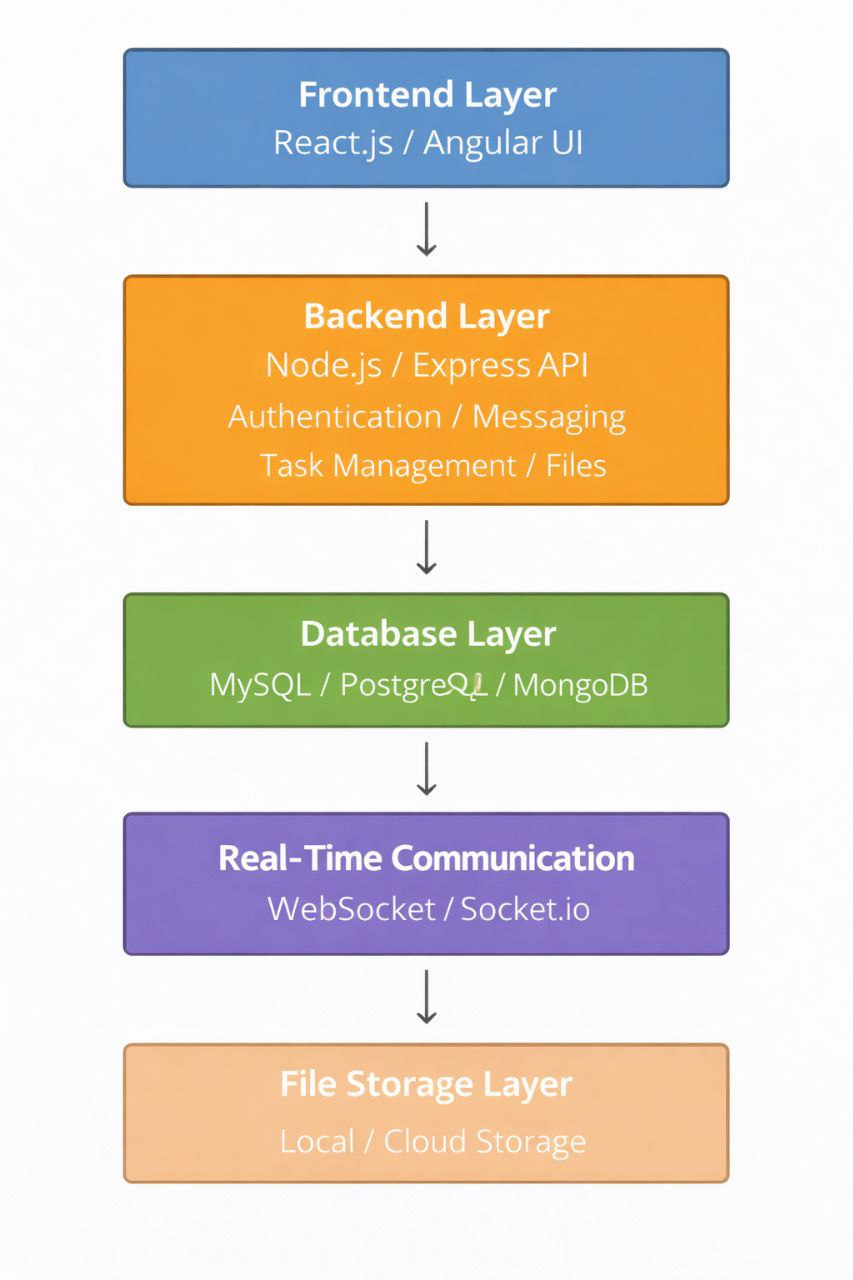 Frontend Layer
React.js / Angular UI
Backend Layer
Node.js / Express API
Authentication / Messaging
Task Management / Files
Database Layer
MySQL / PostgreQL / MongoDB
Real-Time Communication
WebSocket / Socket.io
File Storage Layer
Local / Cloud Storage